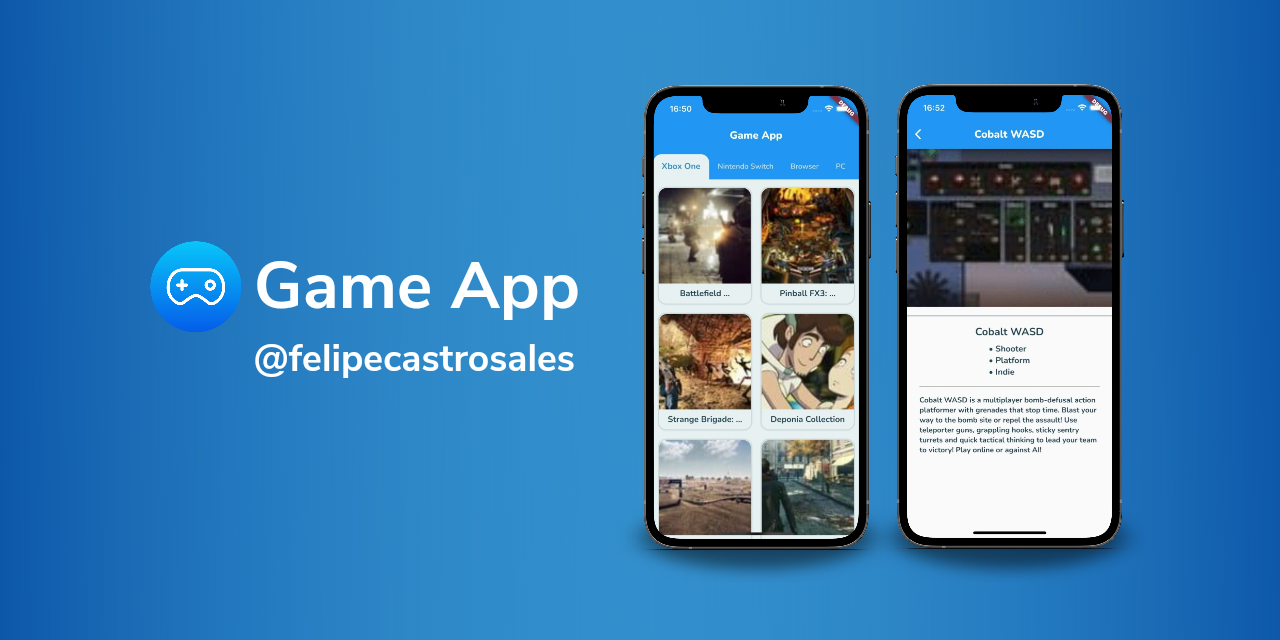 Game App
@felipecastrosales
16:50
DEBUG
Game App
Xbox One
Nintendo Switch
Browser
PC
Battlefield ...
Pinball FX3: ...
Strange Brigade: ...
Deponia Collection
16:52
DEBUG
Cobalt WASD
Cobalt WASD
• Shooter
• Platform
• Indie
Cobalt WASD is a multiplayer bomb-defusal action
platformer with grenades that stop time. Blast your
way to the bomb site or repel the assault! Use
teleporter guns, grappling hooks, sticky sentry
turrets and quick tactical thinking to lead your team
to victory! Play online or against AI!